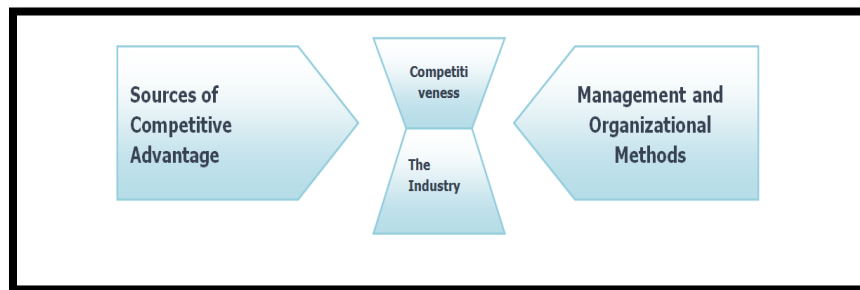 Sources of
Competitive
Advantage
Competiti
veness
The
Industry
Management and
Organizational
Methods